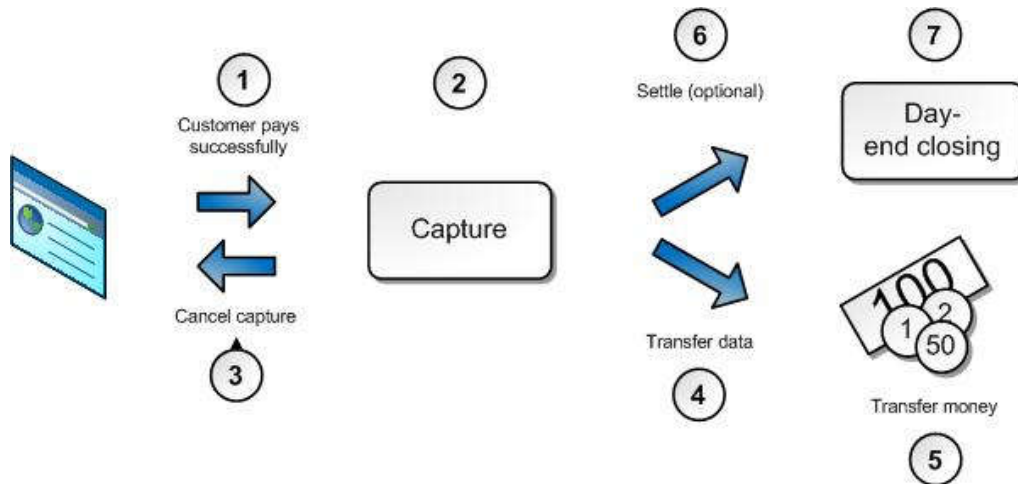 1
Customer pays
successfully
2
Capture
Cancel capture
3
6
Settle (optional)
7
Day-
end closing
Transfer data
4
100
1
2
50
Transfer money
5